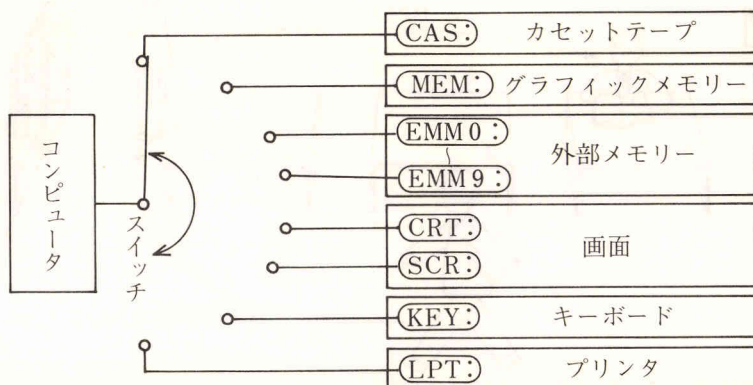 CAS: カセットテープ
MEM: グラフィックメモリー
EMM0:
〜
EMM9:
外部メモリー
コンピュータ
スイッチ
CRT:
SCR:
画面
KEY: キーボード
LPT: プリンタ